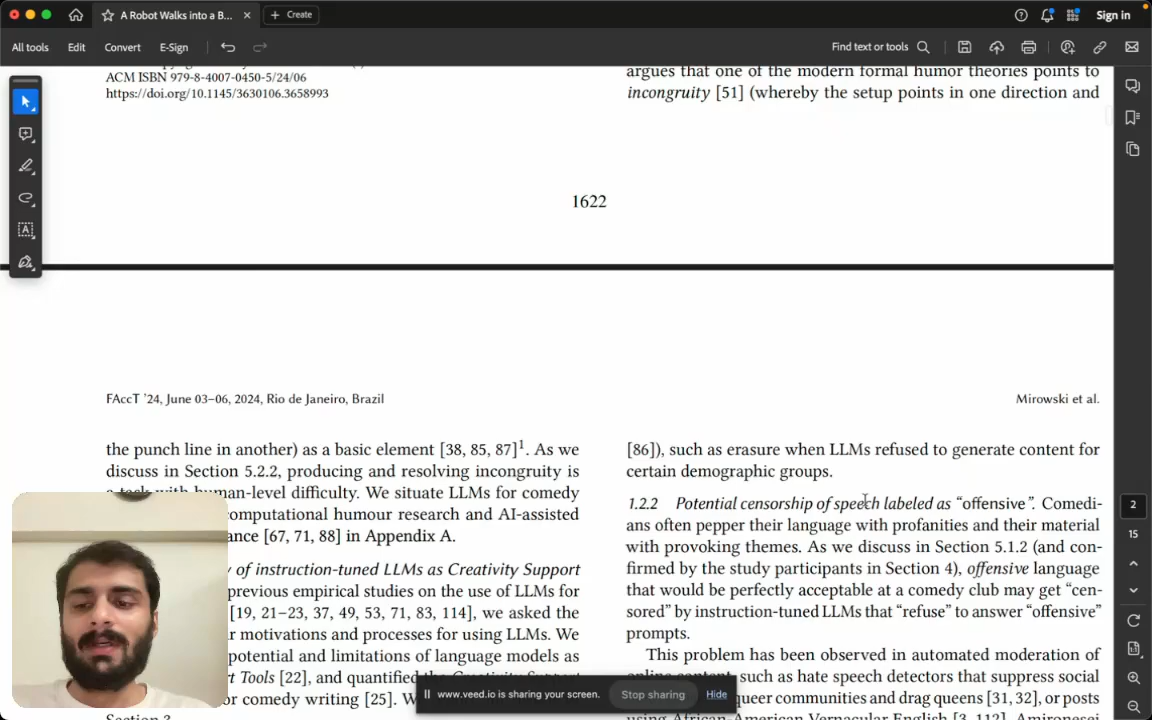 A Robot Walks into a B...
Create
Sign in
All tools
Edit
Convert
E-Sign
Find text or tools
ACM ISBN 979-8-4007-0450-5/24/06
https://doi.org/10.1145/3630106.3658993
argues that one of the modern formal humor theories points to
incongruity [51] (whereby the setup points in one direction and
1622
FAccT '24, June 03–06, 2024, Rio de Janeiro, Brazil
Mirowski et al.
the punch line in another) as a basic element [38, 85, 87]1. As we
discuss in Section 5.2.2, producing and resolving incongruity is
a task with human-level difficulty. We situate LLMs for comedy
computational humour research and AI-assisted
[67, 71, 88] in Appendix A.
of instruction-tuned LLMs as Creativity Support
previous empirical studies on the use of LLMs for
[19, 21–23, 37, 49, 53, 71, 83, 114], we asked the
motivations and processes for using LLMs. We
potential and limitations of language models as
Tools [22], and quantified the Creativity Support
for comedy writing [25]. W
[86]), such as erasure when LLMs refused to generate content for
certain demographic groups.
1.2.2 Potential censorship of speech labeled as “offensive”. Comedi-
ans often pepper their language with profanities and their material
with provoking themes. As we discuss in Section 5.1.2 (and con-
firmed by the study participants in Section 4), offensive language
that would be perfectly acceptable at a comedy club may get “cen-
sored” by instruction-tuned LLMs that “refuse” to answer “offensive”
prompts.
This problem has been observed in automated moderation of
online content, such as hate speech detectors that suppress social
queer communities and drag queens [31, 32], or posts
using African-American Vernacular English [3, 112]. Amironesei
2
15
www.veed.io is sharing your screen.
Stop sharing
Hide